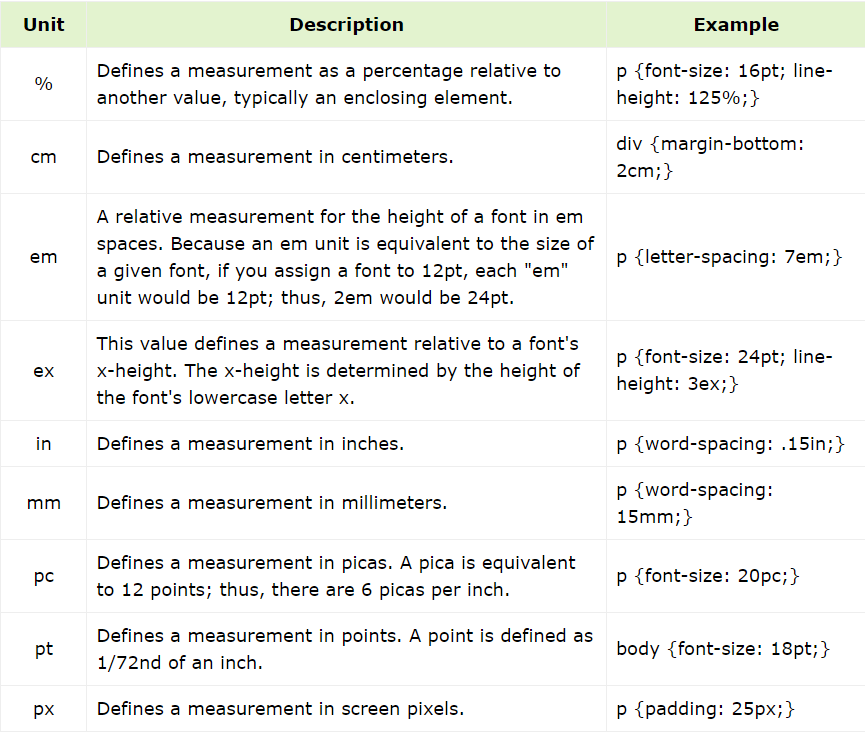 Unit Description Example
% Defines a measurement as a percentage relative to another value, typically an enclosing element. p {font-size: 16pt; line-height: 125%;}
cm Defines a measurement in centimeters. div {margin-bottom: 2cm;}
em A relative measurement for the height of a font in em spaces. Because an em unit is equivalent to the size of a given font, if you assign a font to 12pt, each "em" unit would be 12pt; thus, 2em would be 24pt. p {letter-spacing: 7em;}
ex This value defines a measurement relative to a font's x-height. The x-height is determined by the height of the font's lowercase letter x. p {font-size: 24pt; line-height: 3ex;}
in Defines a measurement in inches. p {word-spacing: .15in;}
mm Defines a measurement in millimeters. p {word-spacing: 15mm;}
pc Defines a measurement in picas. A pica is equivalent to 12 points; thus, there are 6 picas per inch. p {font-size: 20pc;}
pt Defines a measurement in points. A point is defined as 1/72nd of an inch. body {font-size: 18pt;}
px Defines a measurement in screen pixels. p {padding: 25px;}